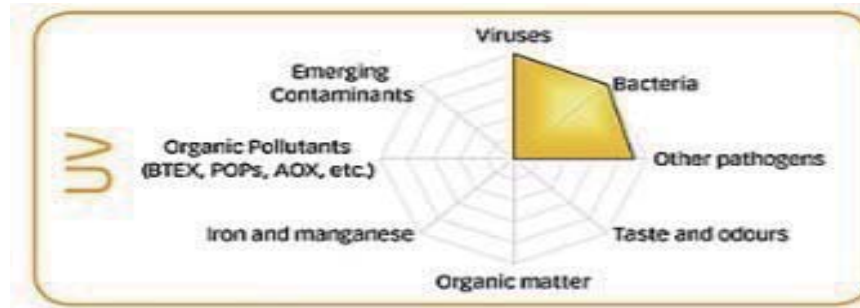 UV
Viruses
Emerging
Contaminants
Bacteria
Organic Pollutants
(BTEX, POPs, AOX, etc.)
Other pathogens
Iron and manganese
Taste and odours
Organic matter